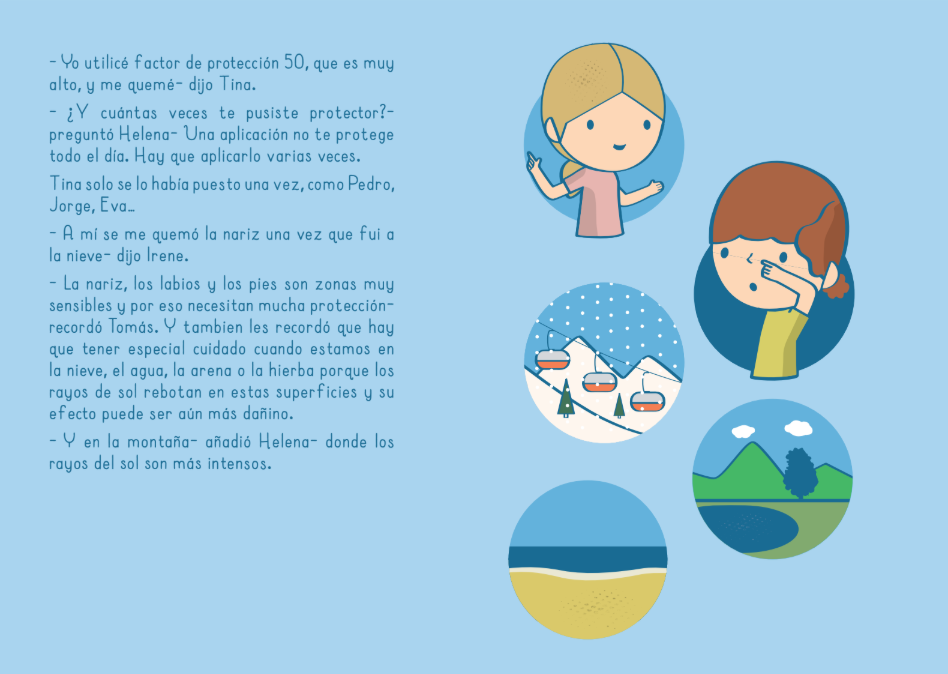 - Yo utilicé factor de protección 50, que es muy
alto, y me quemé- dijo Tina.
- ¿Y cuántas veces te pusiste protector?-
preguntó Helena- Una aplicación no te protege
todo el día. Hay que aplicarlo varias veces.
Tina solo se lo había puesto una vez, como Pedro,
Jorge, Eva...
- A mí se me quemó la nariz una vez que fui a
la nieve- dijo Irene.
- La nariz, los labios y los pies son zonas muy
sensibles y por eso necesitan mucha protección-
recordó Tomás. Y tambien les recordó que hay
que tener especial cuidado cuando estamos en
la nieve, el agua, la arena o la hierba porque los
rayos de sol rebotan en estas superficies y su
efecto puede ser aún más dañino.
- Y en la montaña- añadió Helena- donde los
rayos del sol son más intensos.